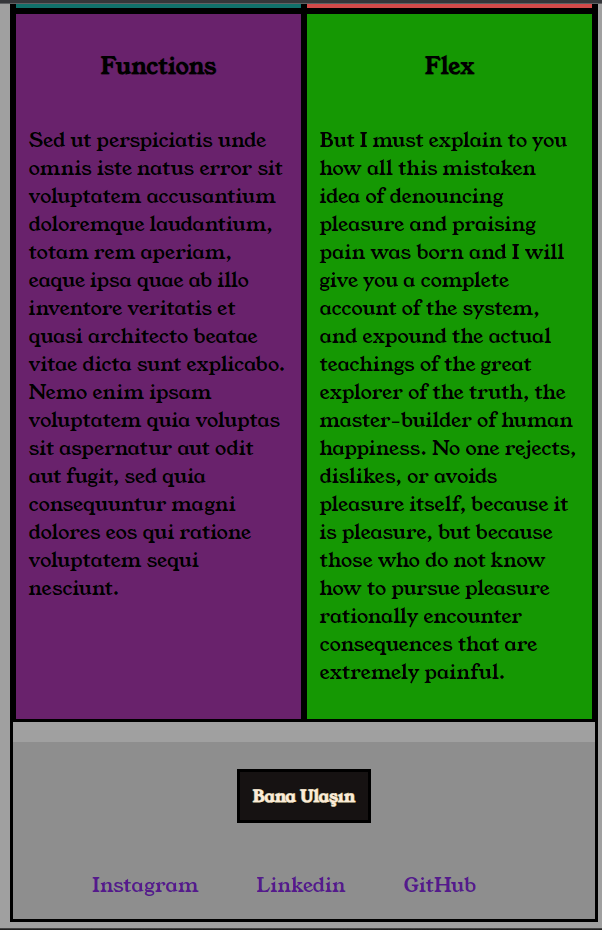 Functions
Sed ut perspiciatis unde
omnis iste natus error sit
voluptatem accusantium
doloremque laudantium,
totam rem aperiam,
eaque ipsa quae ab illo
inventore veritatis et
quasi architecto beatae
vitae dicta sunt explicabo.
Nemo enim ipsam
voluptatem quia voluptas
sit aspernatur aut odit
aut fugit, sed quia
consequuntur magni
dolores eos qui ratione
voluptatem sequi
nesciunt.
Flex
But I must explain to you
how all this mistaken
idea of denouncing
pleasure and praising
pain was born and I will
give you a complete
account of the system,
and expound the actual
teachings of the great
explorer of the truth, the
master-builder of human
happiness. No one rejects,
dislikes, or avoids
pleasure itself, because it
is pleasure, but because
those who do not know
how to pursue pleasure
rationally encounter
consequences that are
extremely painful.
Bana Ulaşın
Instagram Linkedin GitHub